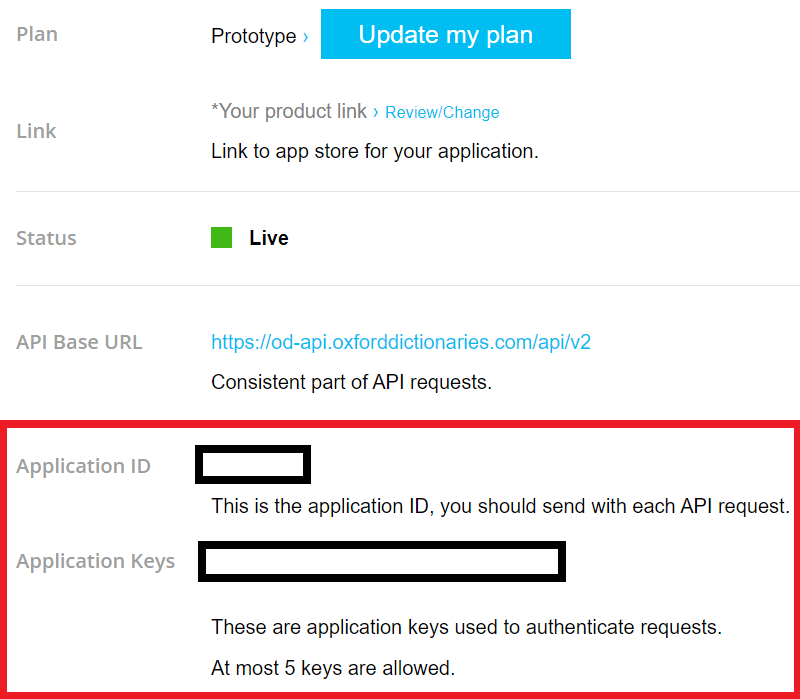 Plan
Prototype › Update my plan
*Your product link › Review/Change
Link
Link to app store for your application.
Status
Live
API Base URL
https://od-api.oxforddictionaries.com/api/v2
Consistent part of API requests.
Application ID
This is the application ID, you should send with each API request.
Application Keys
These are application keys used to authenticate requests.
At most 5 keys are allowed.